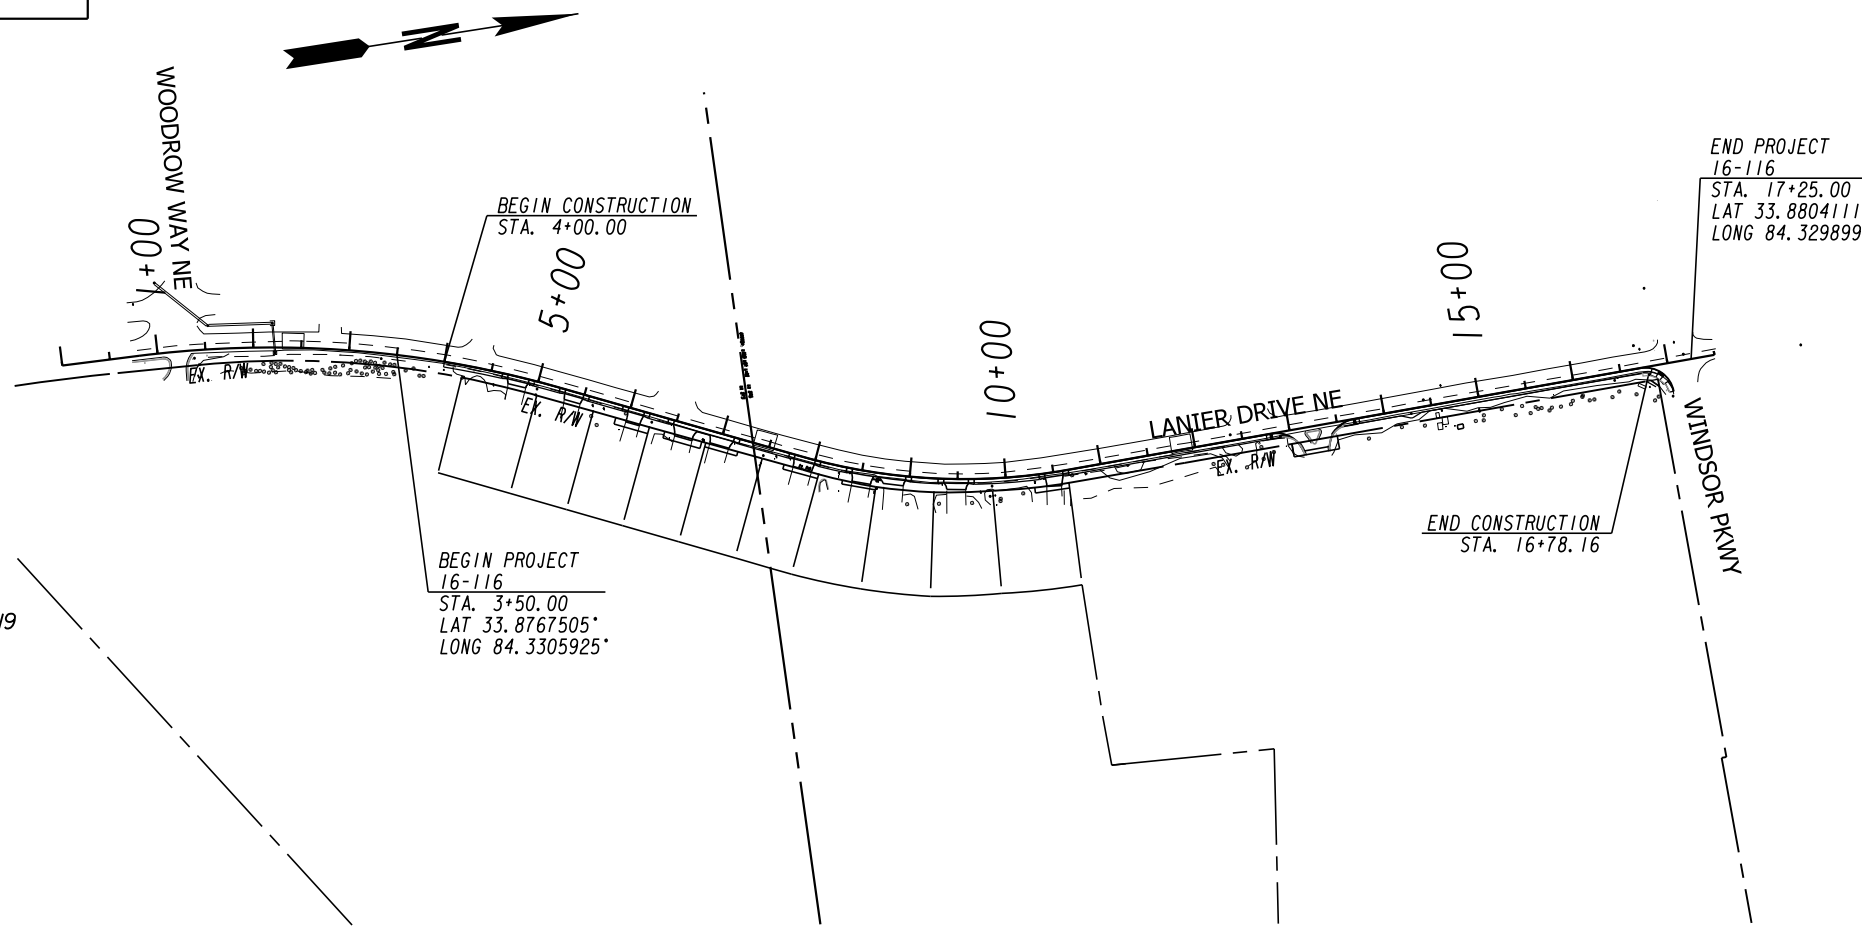 N
WOODROW WAY NE
1+00
BEGIN CONSTRUCTION
STA. 4+00.00
5+00
END PROJECT
16-116
STA. 17+25.00
LAT 33.8804111
LONG 84.329899
10+00
15+00
LANIER DRIVE NE
EX. R/W
EX. R/W
EX. R/W
WINDSOR PKWY
END CONSTRUCTION
STA. 16+78.16
BEGIN PROJECT
16-116
STA. 3+50.00
LAT 33.8767505°
LONG 84.3305925°
19